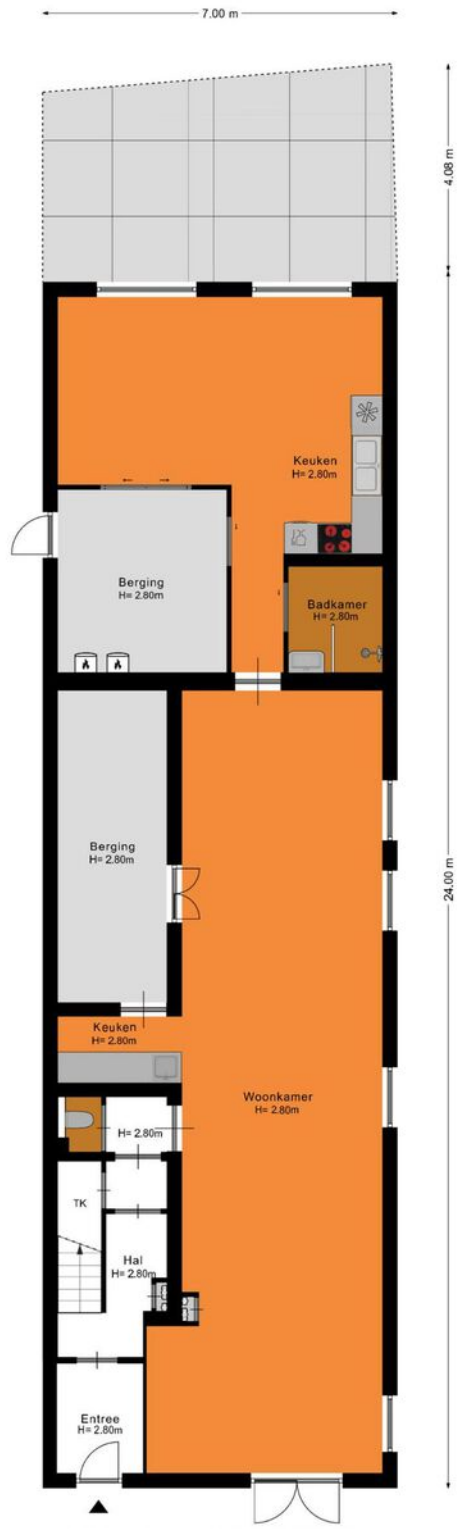 7.00 m
4.08 m
Keuken
H= 2.80m
Berging
H= 2.80m
Badkamer
H= 2.80m
Berging
H= 2.80m
24.00 m
Keuken
H= 2.80m
Woonkamer
H= 2.80m
H= 2.80m
TK
Hal
H= 2.80m
Entree
H= 2.80m